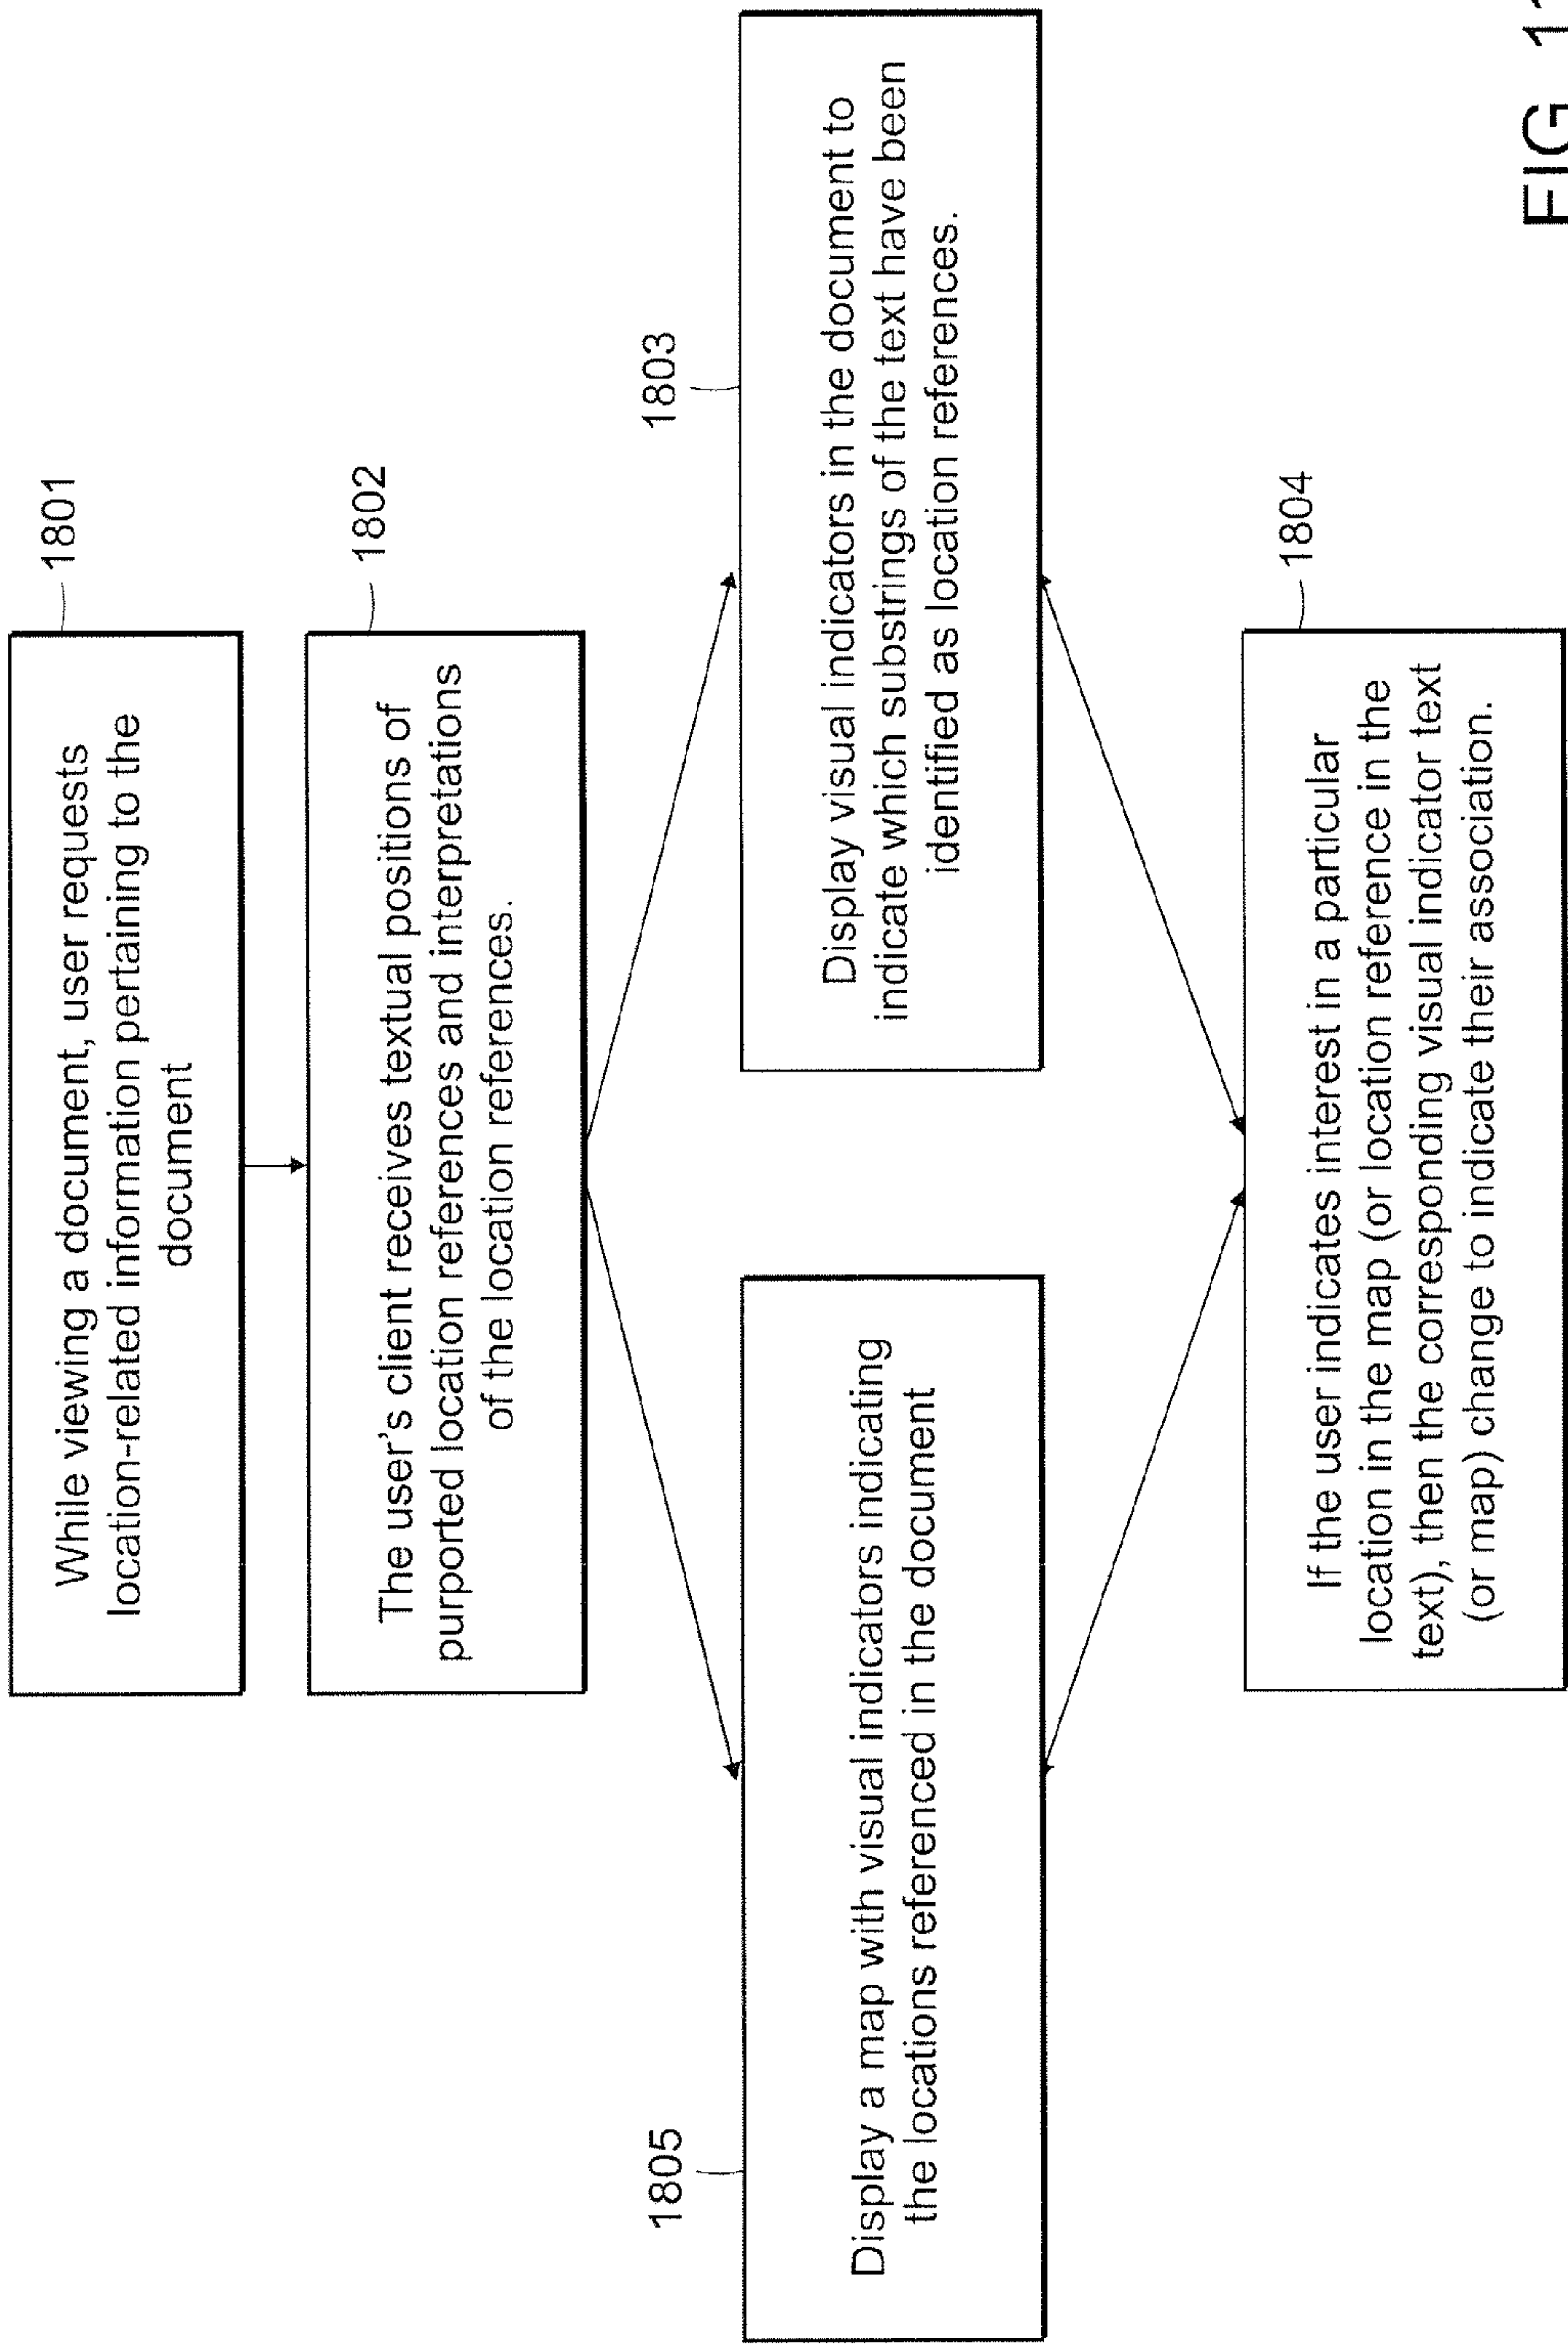 1801
While viewing a document, user requests
location-related information pertaining to the
document
1802
The user's client receives textual positions of
purported location references and interpretations
of the location references.
1805
Display a map with visual indicators indicating
the locations referenced in the document
1803
Display visual indicators in the document to
indicate which substrings of the text have been
identified as location references.
1804
If the user indicates interest in a particular
location in the map (or location reference in the
text), then the corresponding visual indicator text
(or map) change to indicate their association.
FIG